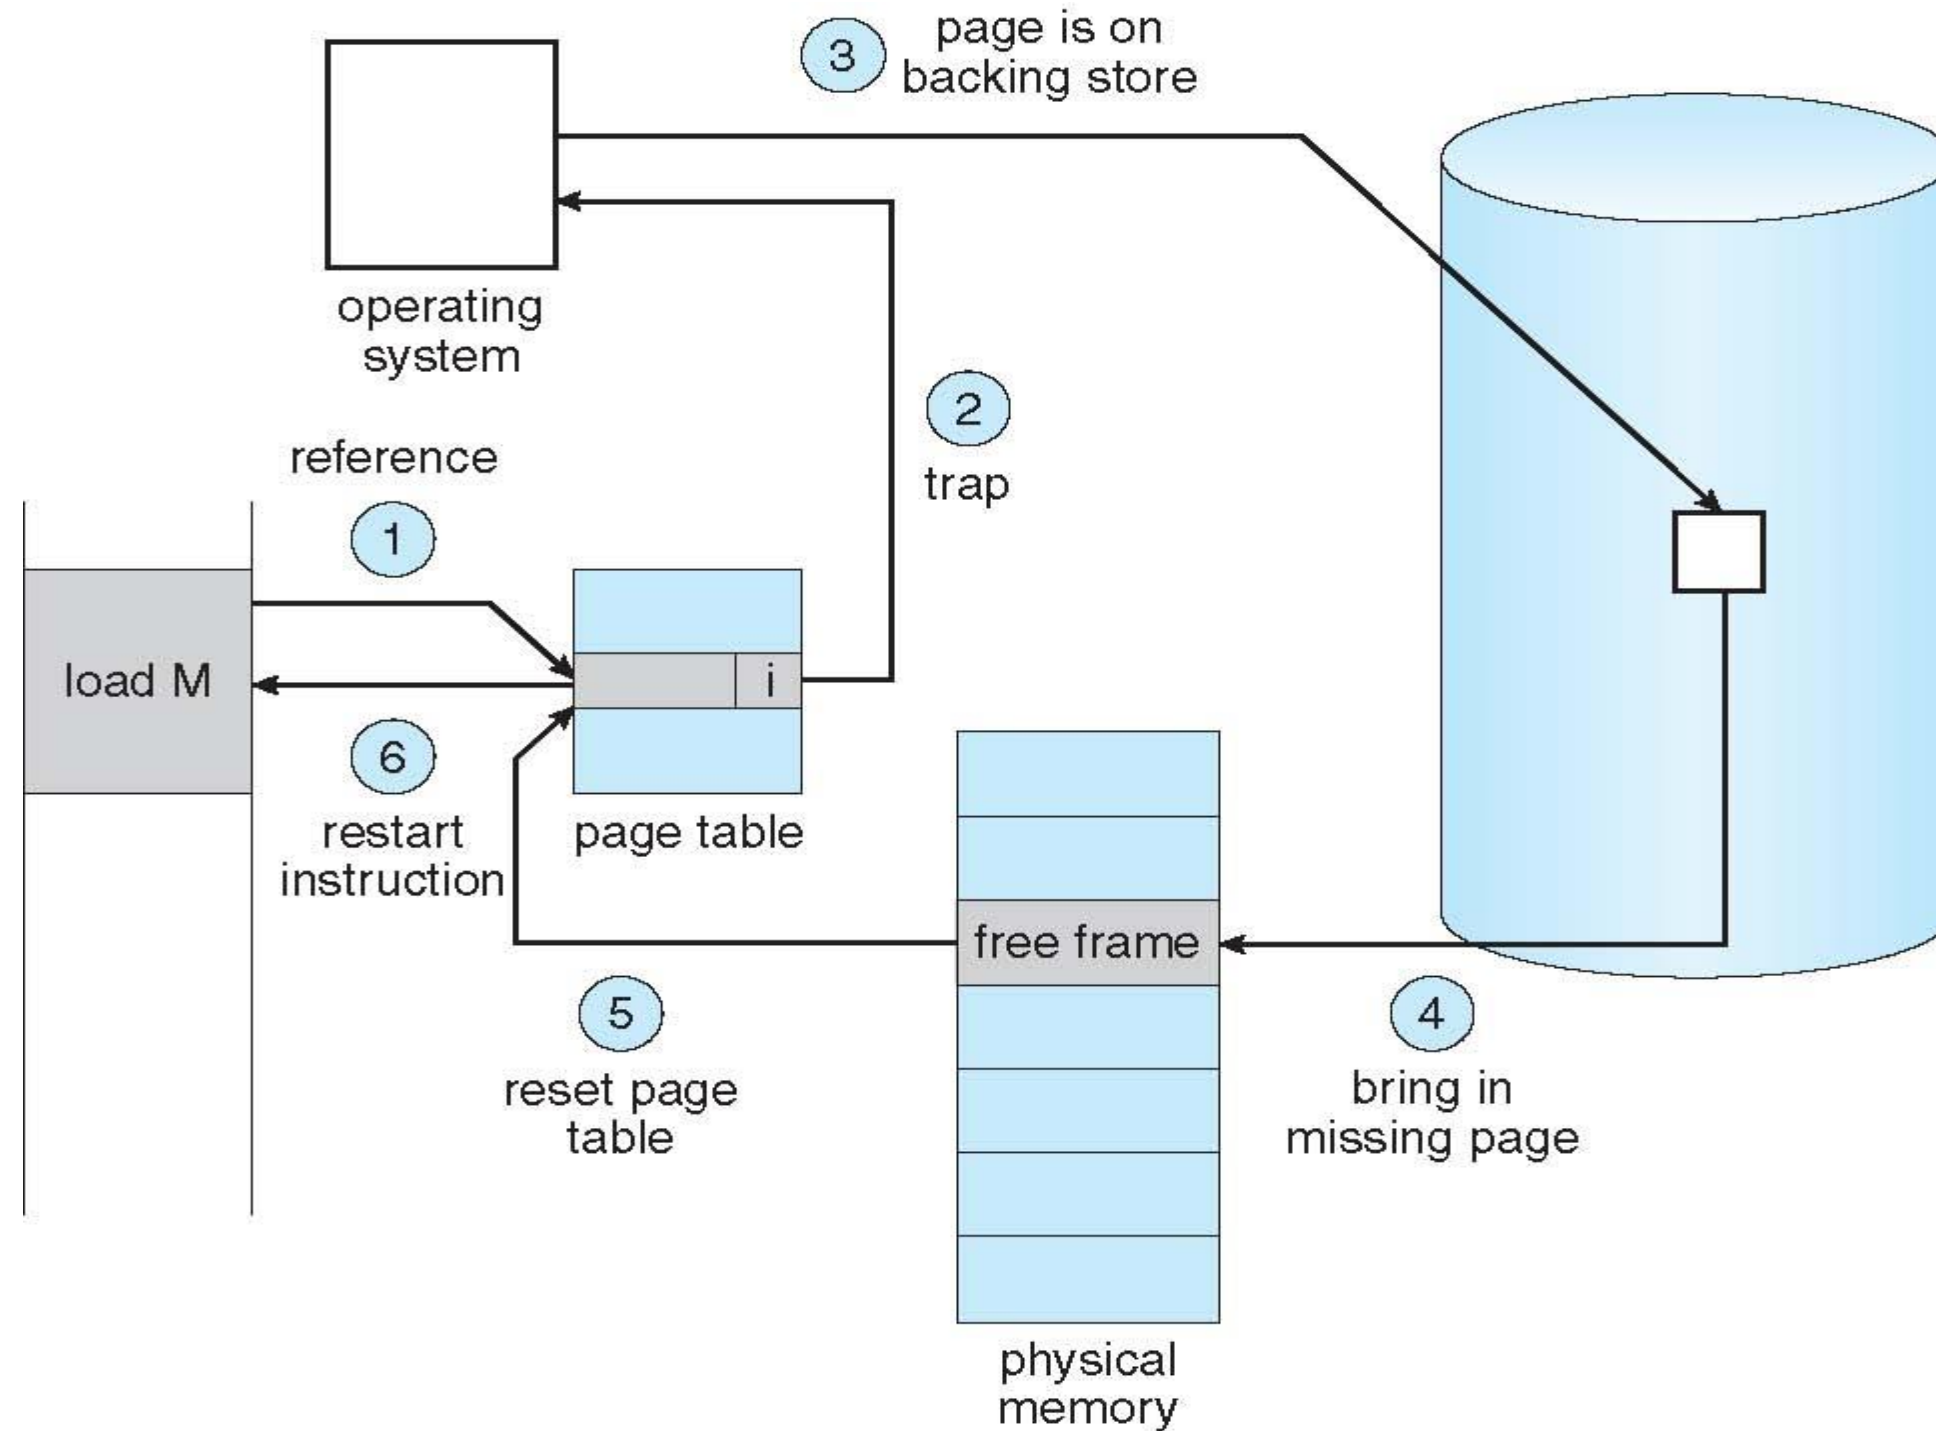 3
page is on
backing store
operating
system
2
trap
reference
1
load M
i
6
restart
instruction
page table
free frame
5
reset page
table
4
bring in
missing page
physical
memory